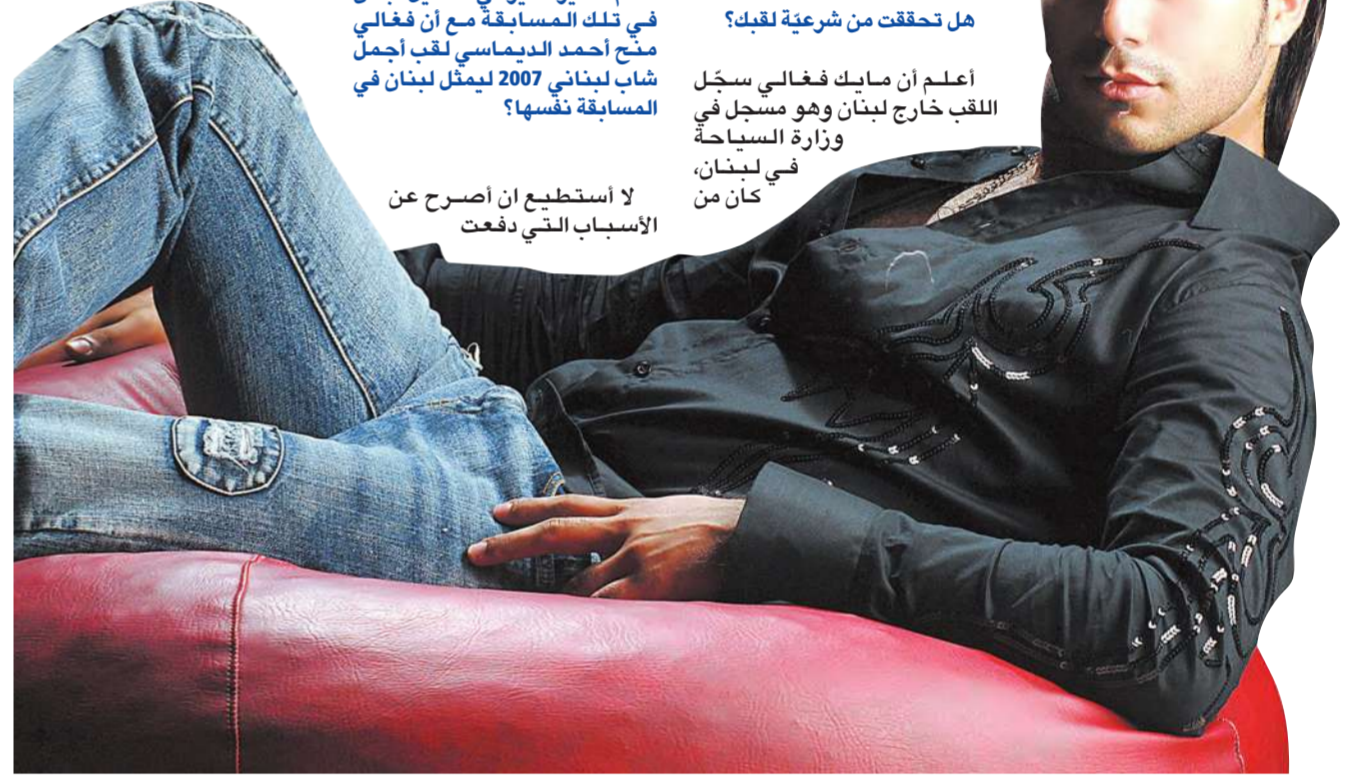 هل تحققت من شرعيّة لقبك؟
أعلم أن مايك فغالي سجّل
اللقب خارج لبنان وهو مسجل في
وزارة السياحة
في لبنان،
كان من
في تلك المسابقة مع أن فغالي
منح أحمد الديماسي لقب أجمل
شاب لبناني 2007 ليمثل لبنان في
المسابقة نفسها؟
لا أستطيع ان أصرح عن
الأسباب التي دفعت